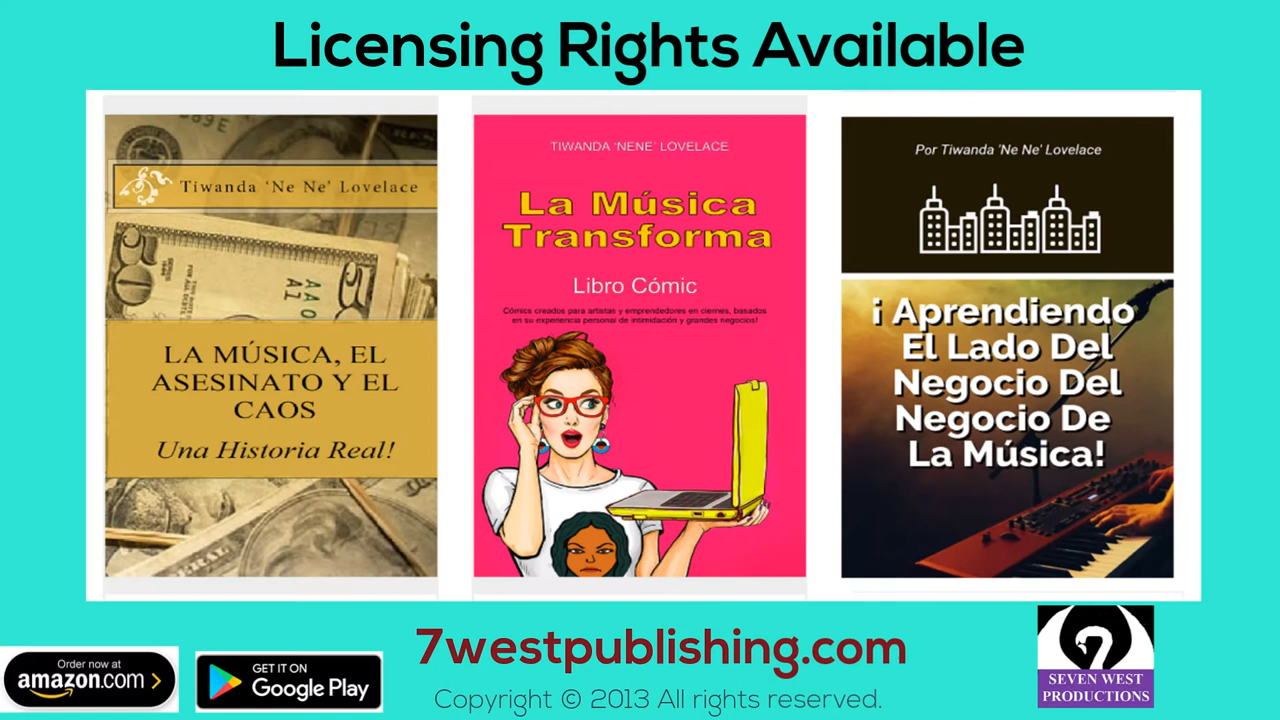 Licensing Rights Available
Tiwanda 'Ne Ne' Lovelace
50
LA MÚSICA, EL
ASESINATO Y EL
CAOS
Una Historia Real!
TIWANDA 'NENE' LOVELACE
La Música
Transforma
Libro Cómic
Cómics creados para artistas y emprendedores en ciernes, basados
en su experiencia personal de intimidación y grandes negocios!
Por Tiwanda 'Ne Ne' Lovelace
¡ Aprendiendo
El Lado Del
Negocio Del
Negocio De
La Música!
Order now at
amazon.com
GET IT ON
Google Play
7westpublishing.com
Copyright © 2013 All rights reserved.
SEVEN WEST
PRODUCTIONS